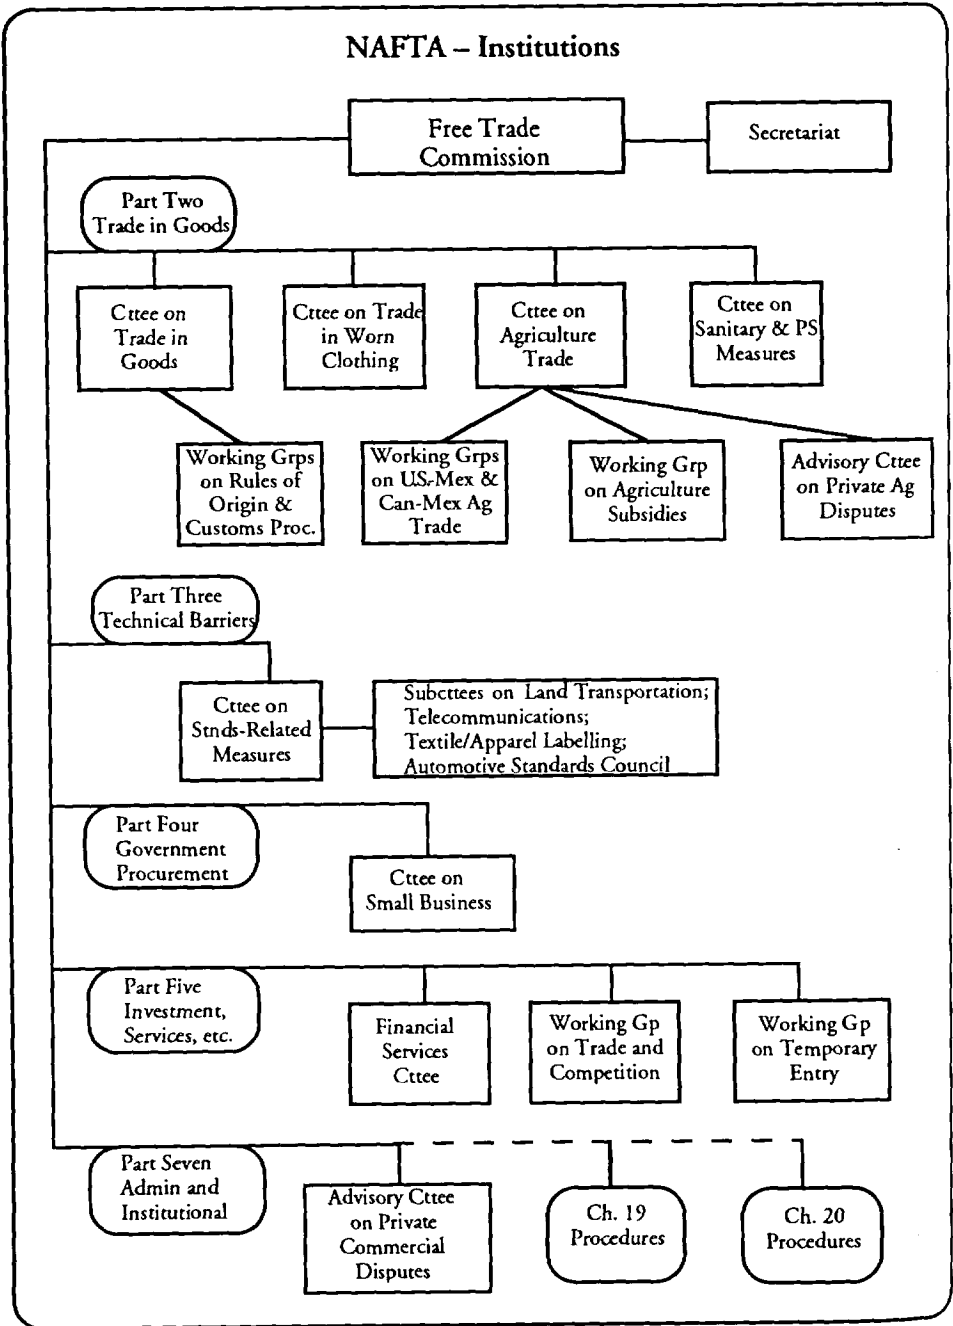 NAFTA – Institutions
Free Trade
Commission
Secretariat
Part Two
Trade in Goods
Cttee on
Trade in
Goods
Cttee on Trade
in Worn
Clothing
Cttee on
Agriculture
Trade
Cttee on
Sanitary & PS
Measures
Working Grps
on Rules of
Origin &
Customs Proc.
Working Grps
on U.S.-Mex &
Can-Mex Ag
Trade
Working Grp
on Agriculture
Subsidies
Advisory Cttee
on Private Ag
Disputes
Part Three
Technical Barriers
Cttee on
Stnds-Related
Measures
Subcttees on Land Transportation;
Telecommunications;
Textile/Apparel Labelling;
Automotive Standards Council
Part Four
Government
Procurement
Cttee on
Small Business
Part Five
Investment,
Services, etc.
Financial
Services
Cttee
Working Gp
on Trade and
Competition
Working Gp
on Temporary
Entry
Part Seven
Admin and
Institutional
Advisory Cttee
on Private
Commercial
Disputes
Ch. 19
Procedures
Ch. 20
Procedures